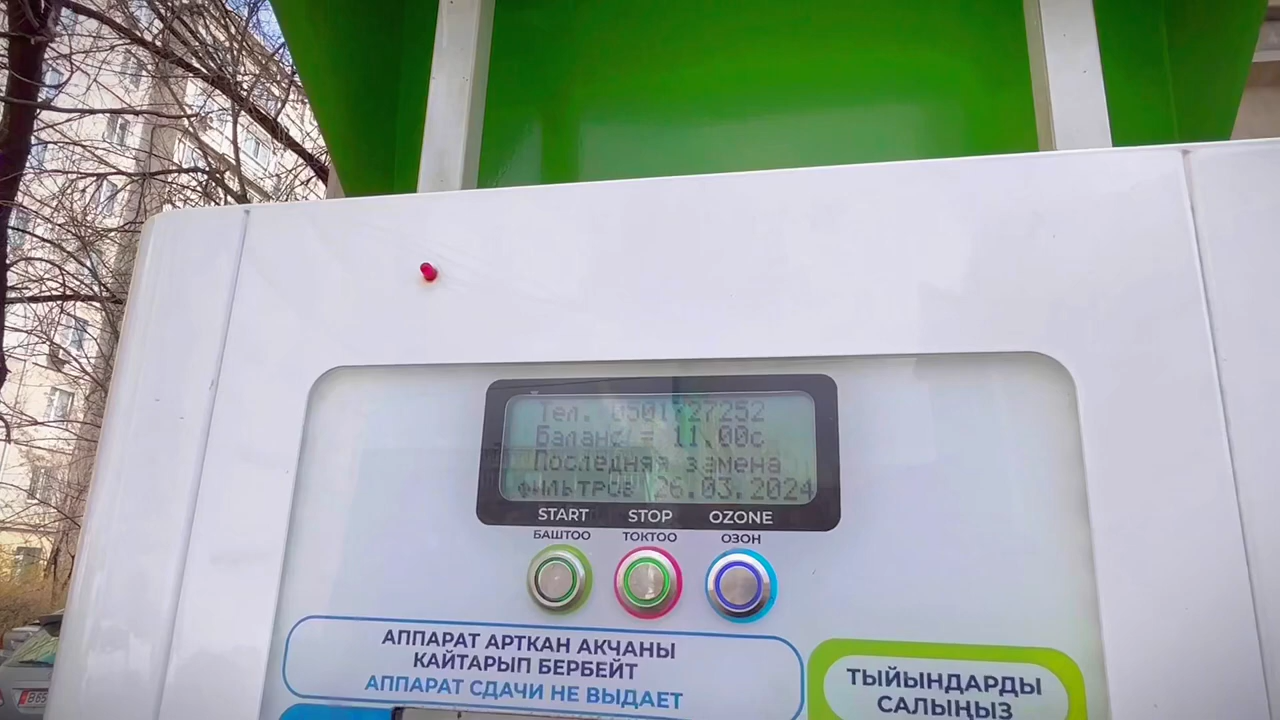 Тел. 0501727252
Баланс = 11.00с
Последняя замена
фильтров 26.03.2024
START STOP OZONE
БАШТОО ТОКТОО ОЗОН
АППАРАТ АРТКАН АКЧАНЫ
КАЙТАРЫП БЕРБЕЙТ
АППАРАТ СДАЧИ НЕ ВЫДАЕТ
ТЫЙЫНДАРДЫ
САЛЫҢЫЗ